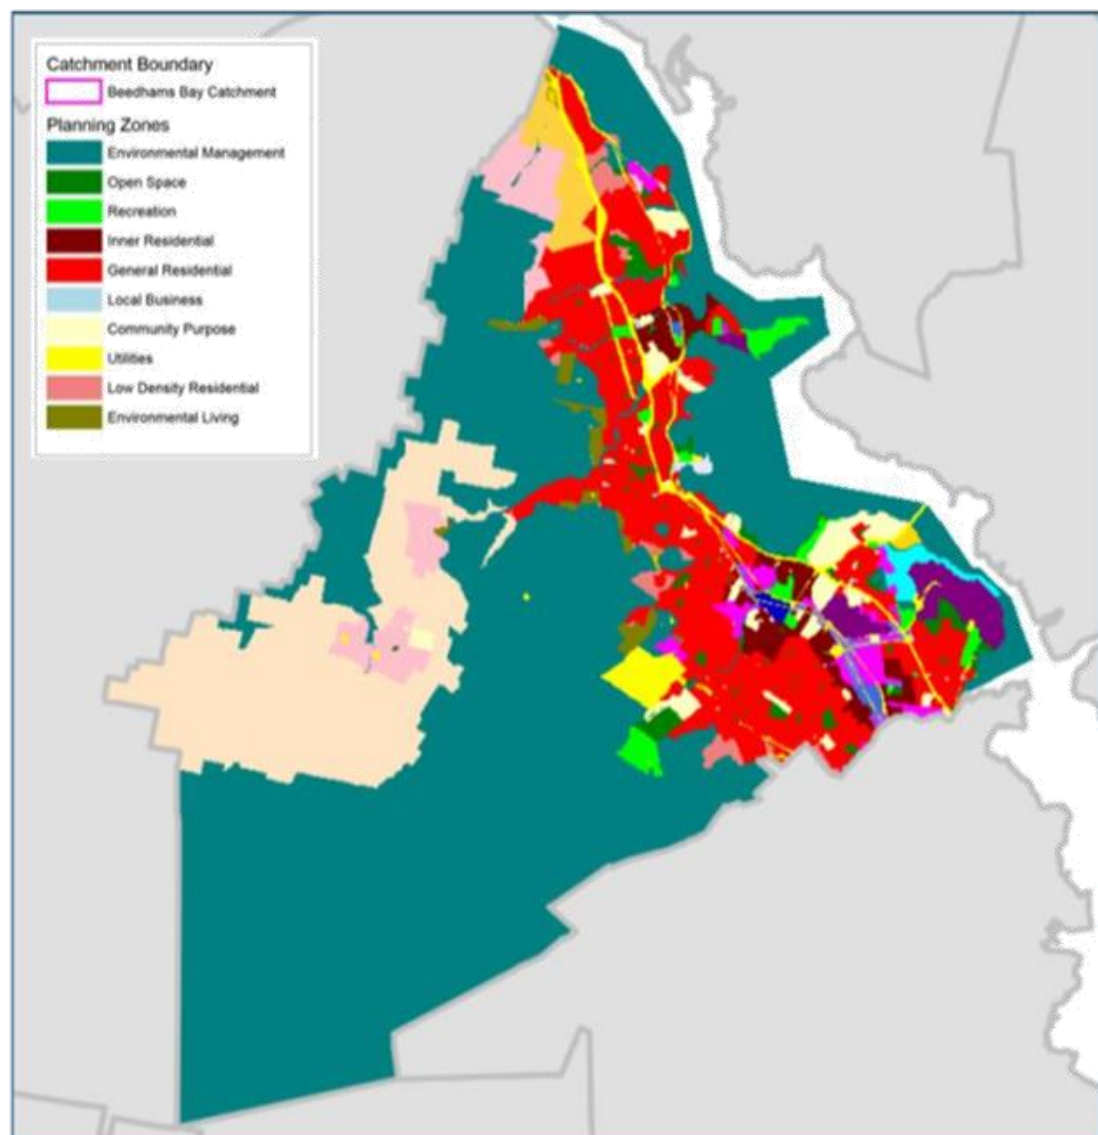 Catchment Boundary
Beedhams Bay Catchment
Planning Zones
Environmental Management
Open Space
Recreation
Inner Residential
General Residential
Local Business
Community Purpose
Utilities
Low Density Residential
Environmental Living